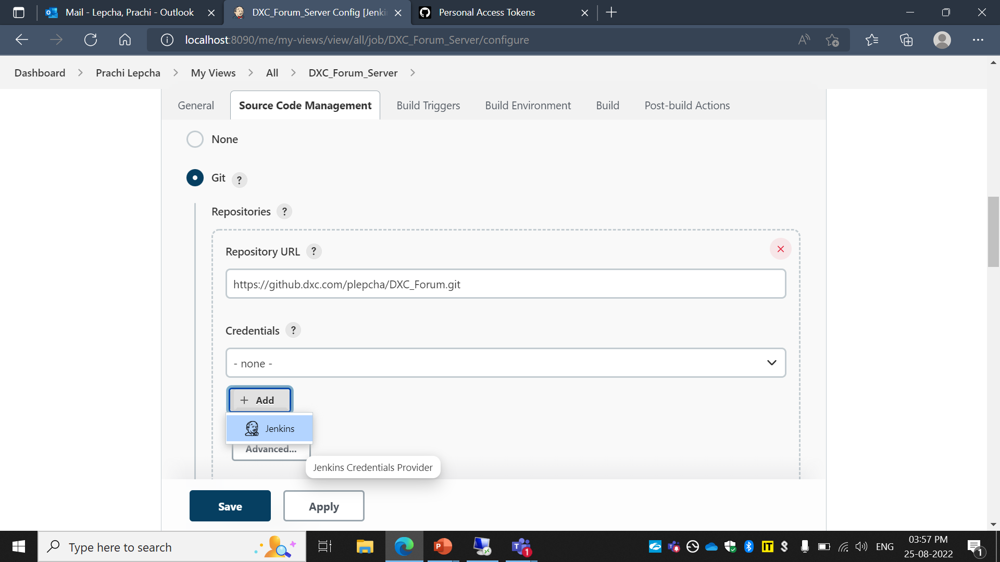 Mail - Lepcha, Prachi - Outlook
DXC_Forum_Server Config [Jenki
Personal Access Tokens
localhost:8090/me/my-views/view/all/job/DXC_Forum_Server/configure
Dashboard
Prachi Lepcha
My Views
All
DXC_Forum_Server
General
Source Code Management
Build Triggers
Build Environment
Build
Post-build Actions
None
Git ?
Repositories ?
Repository URL ?
https://github.dxc.com/plepcha/DXC_Forum.git
Credentials ?
- none -
+ Add
Jenkins
Advanced...
Jenkins Credentials Provider
Save
Apply
Type here to search
P
T 1
IT
ENG
03:57 PM
25-08-2022
1